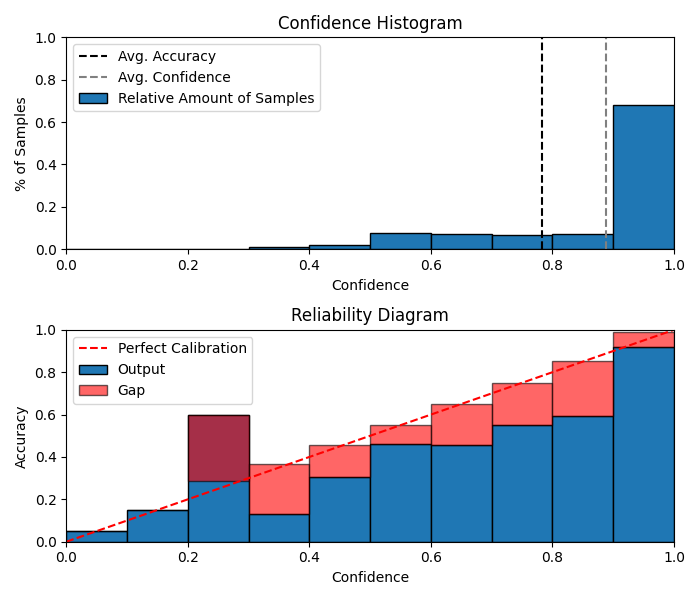 Confidence Histogram
1.0
0.8
0.6
0.4
0.2
0.0
% of Samples
Avg. Accuracy
Avg. Confidence
Relative Amount of Samples
0.0 0.2 0.4 0.6 0.8 1.0
Confidence
Reliability Diagram
1.0
0.8
0.6
0.4
0.2
0.0
Accuracy
Perfect Calibration
Output
Gap
0.0 0.2 0.4 0.6 0.8 1.0
Confidence